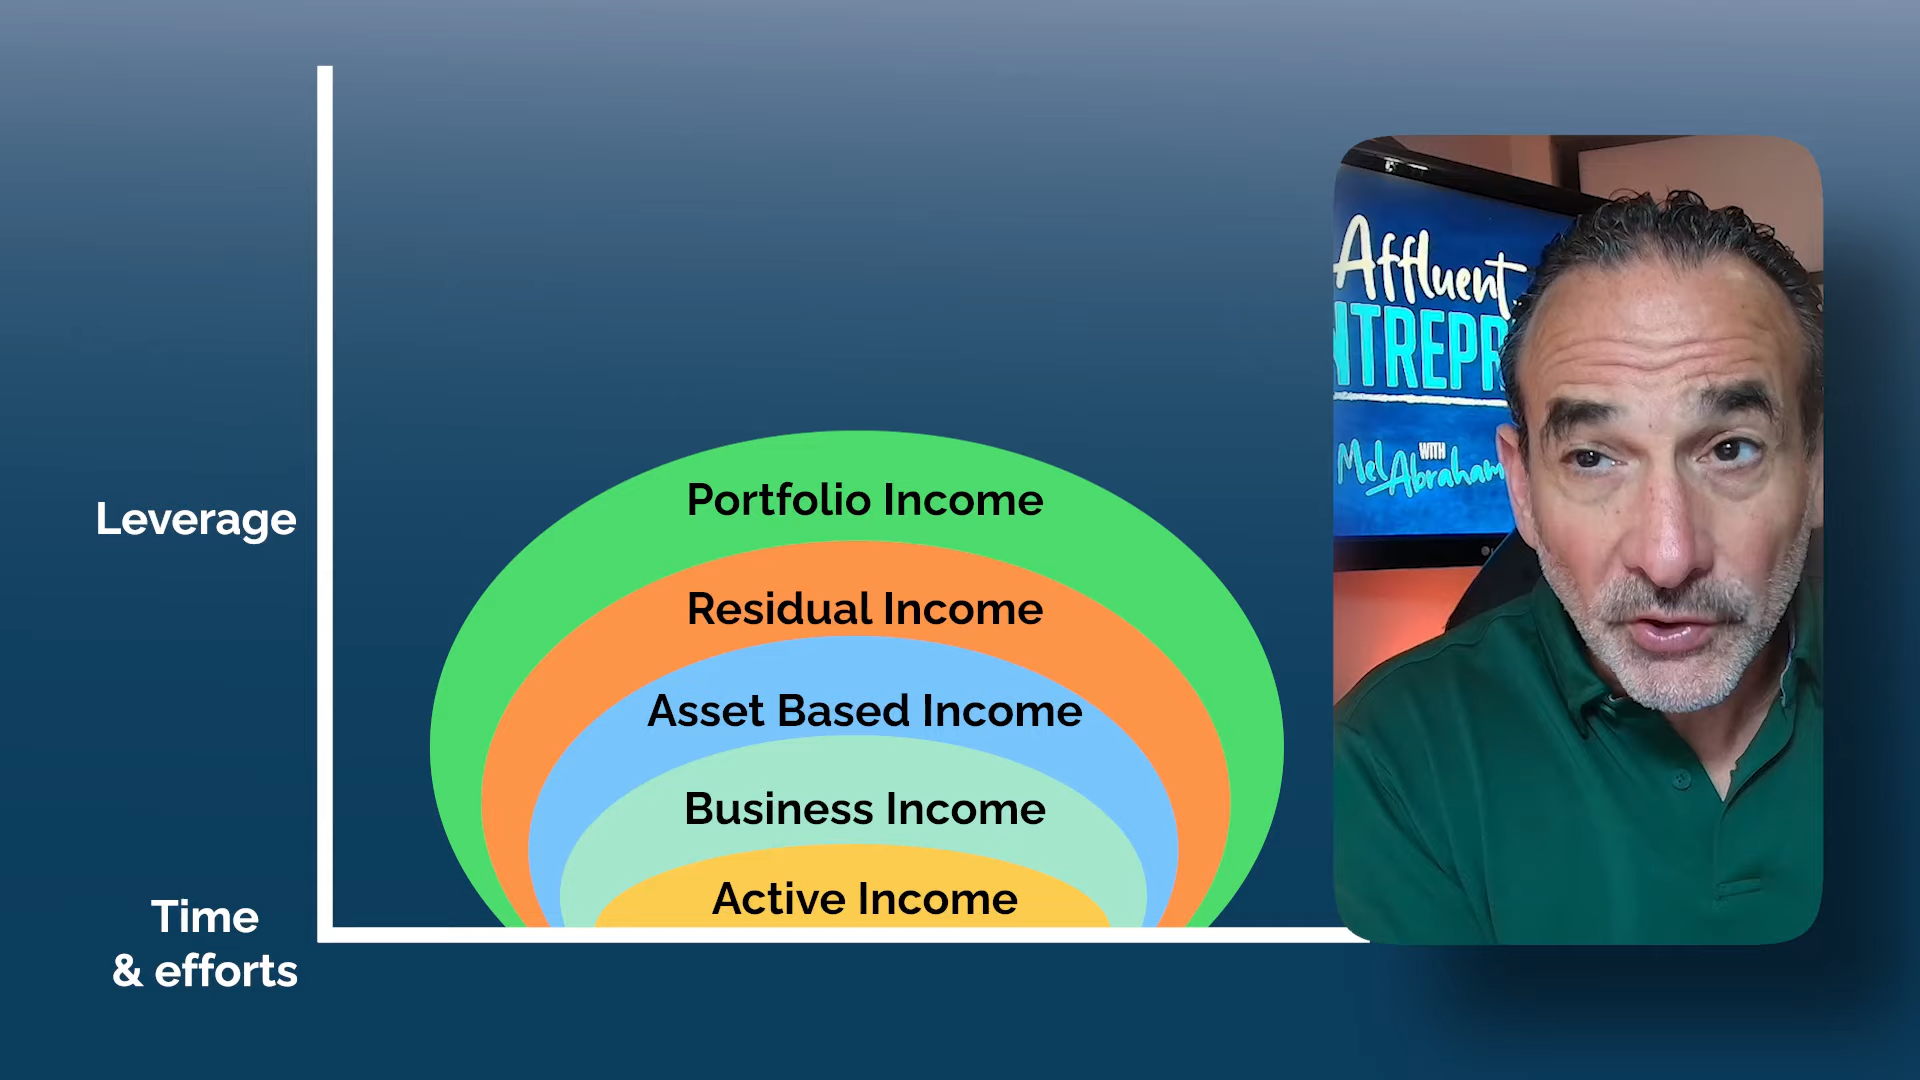 Leverage
Time
& efforts
Portfolio Income
Residual Income
Asset Based Income
Business Income
Active Income
Affluent
NTREPR
WITH
Mel Abraham